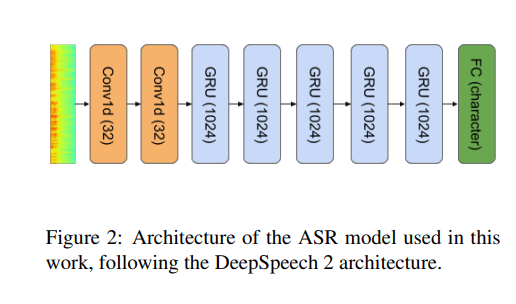 Conv1d (32)
Conv1d (32)
GRU (1024)
GRU (1024)
GRU (1024)
GRU (1024)
GRU (1024)
FC (character)
Figure 2: Architecture of the ASR model used in this
work, following the DeepSpeech 2 architecture.